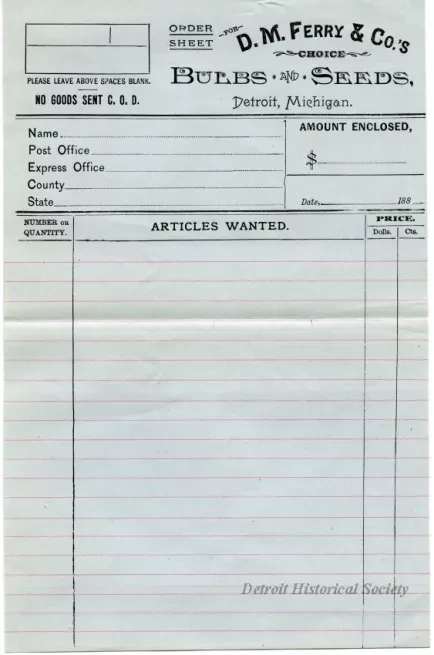 ORDER SHEET -FOR- D. M. FERRY & CO.'S
CHOICE
BULBS AND SEEDS,
Detroit, Michigan.
PLEASE LEAVE ABOVE SPACES BLANK.
NO GOODS SENT C. O. D.
Name
Post Office
Express Office
County
State
AMOUNT ENCLOSED,
$
Date, 188
NUMBER OR QUANTITY.
ARTICLES WANTED.
PRICE.
Dolls. Cts.
Detroit Historical Society